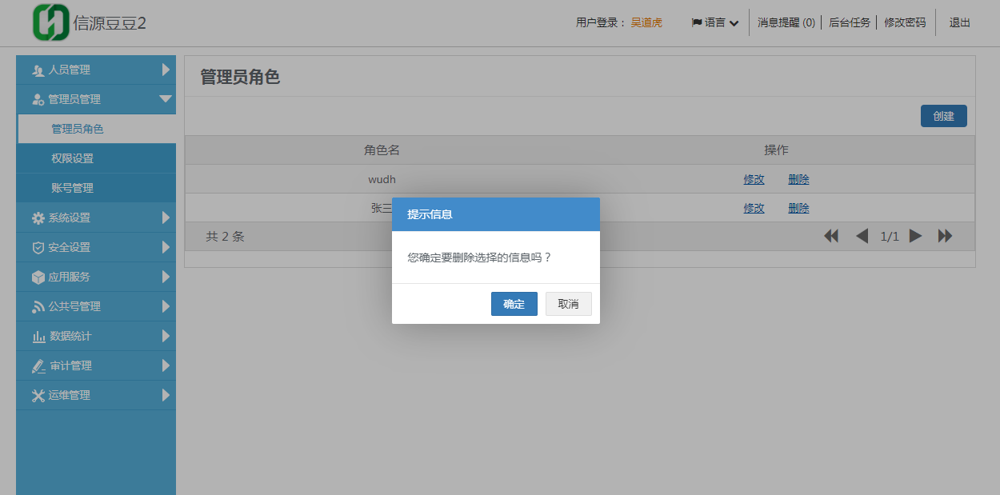 信源豆豆2
用户登录： 吴道虎 语言 消息提醒 (0) 后台任务 修改密码 退出
人员管理
管理员管理
管理员角色
权限设置
账号管理
系统设置
安全设置
应用服务
公共号管理
数据统计
审计管理
运维管理
管理员角色
创建
角色名 操作
wudh 修改 删除
张三 修改 删除
共 2 条 1/1
提示信息
您确定要删除选择的信息吗？
确定 取消